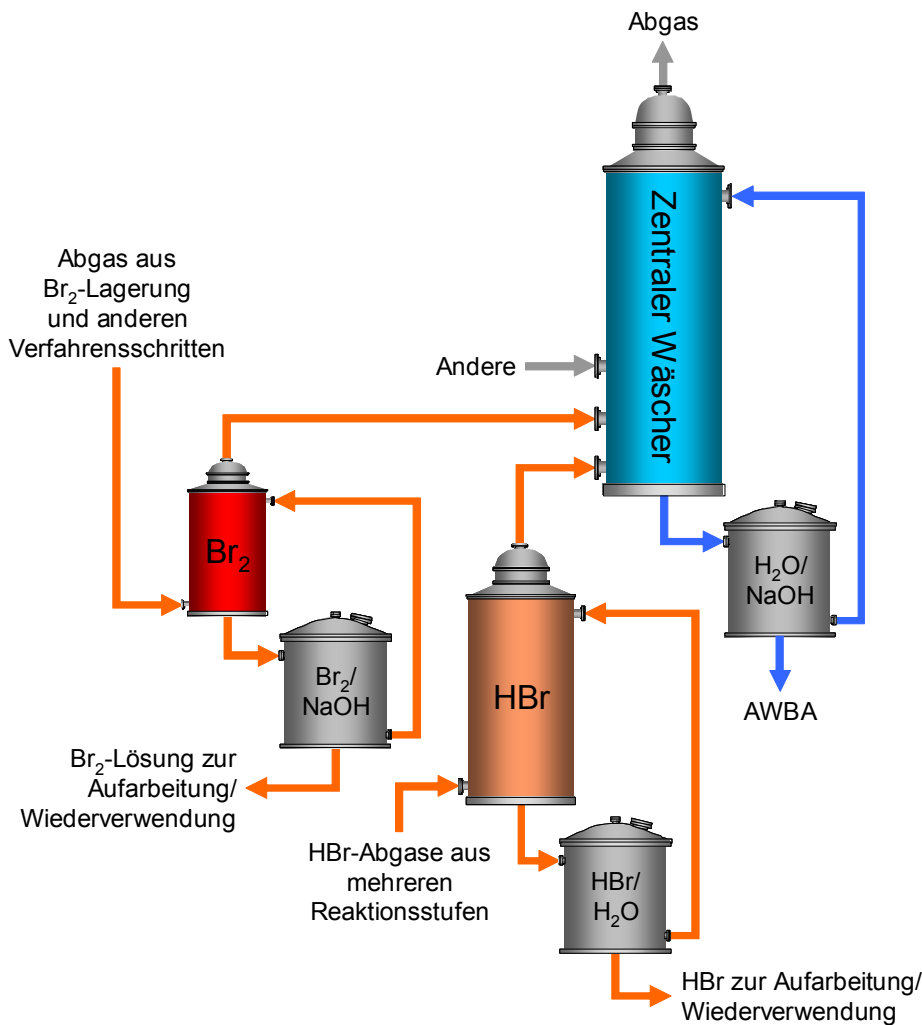 Abgas
Zentraler Wäscher
Abgas aus
Br₂-Lagerung
und anderen
Verfahrensschritten
Andere
Br₂
H₂O/
NaOH
Br₂/
NaOH
HBr
AWBA
Br₂-Lösung zur
Aufarbeitung/
Wiederverwendung
HBr-Abgase aus
mehreren
Reaktionsstufen
HBr/
H₂O
HBr zur Aufarbeitung/
Wiederverwendung